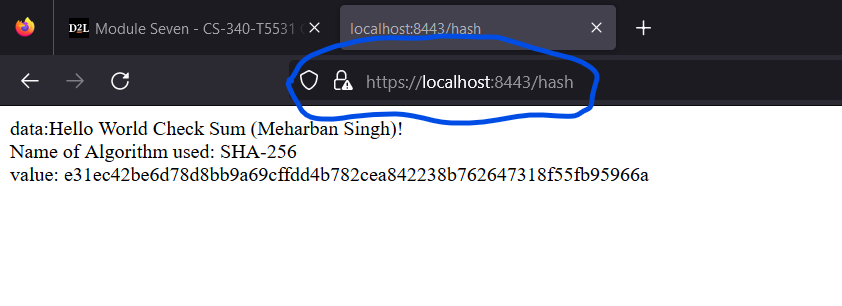 D2L Module Seven - CS-340-T5531
localhost:8443/hash
https://localhost:8443/hash
data:Hello World Check Sum (Meharban Singh)!
Name of Algorithm used: SHA-256
value: e31ec42be6d78d8bb9a69cffdd4b782cea842238b762647318f55fb95966a